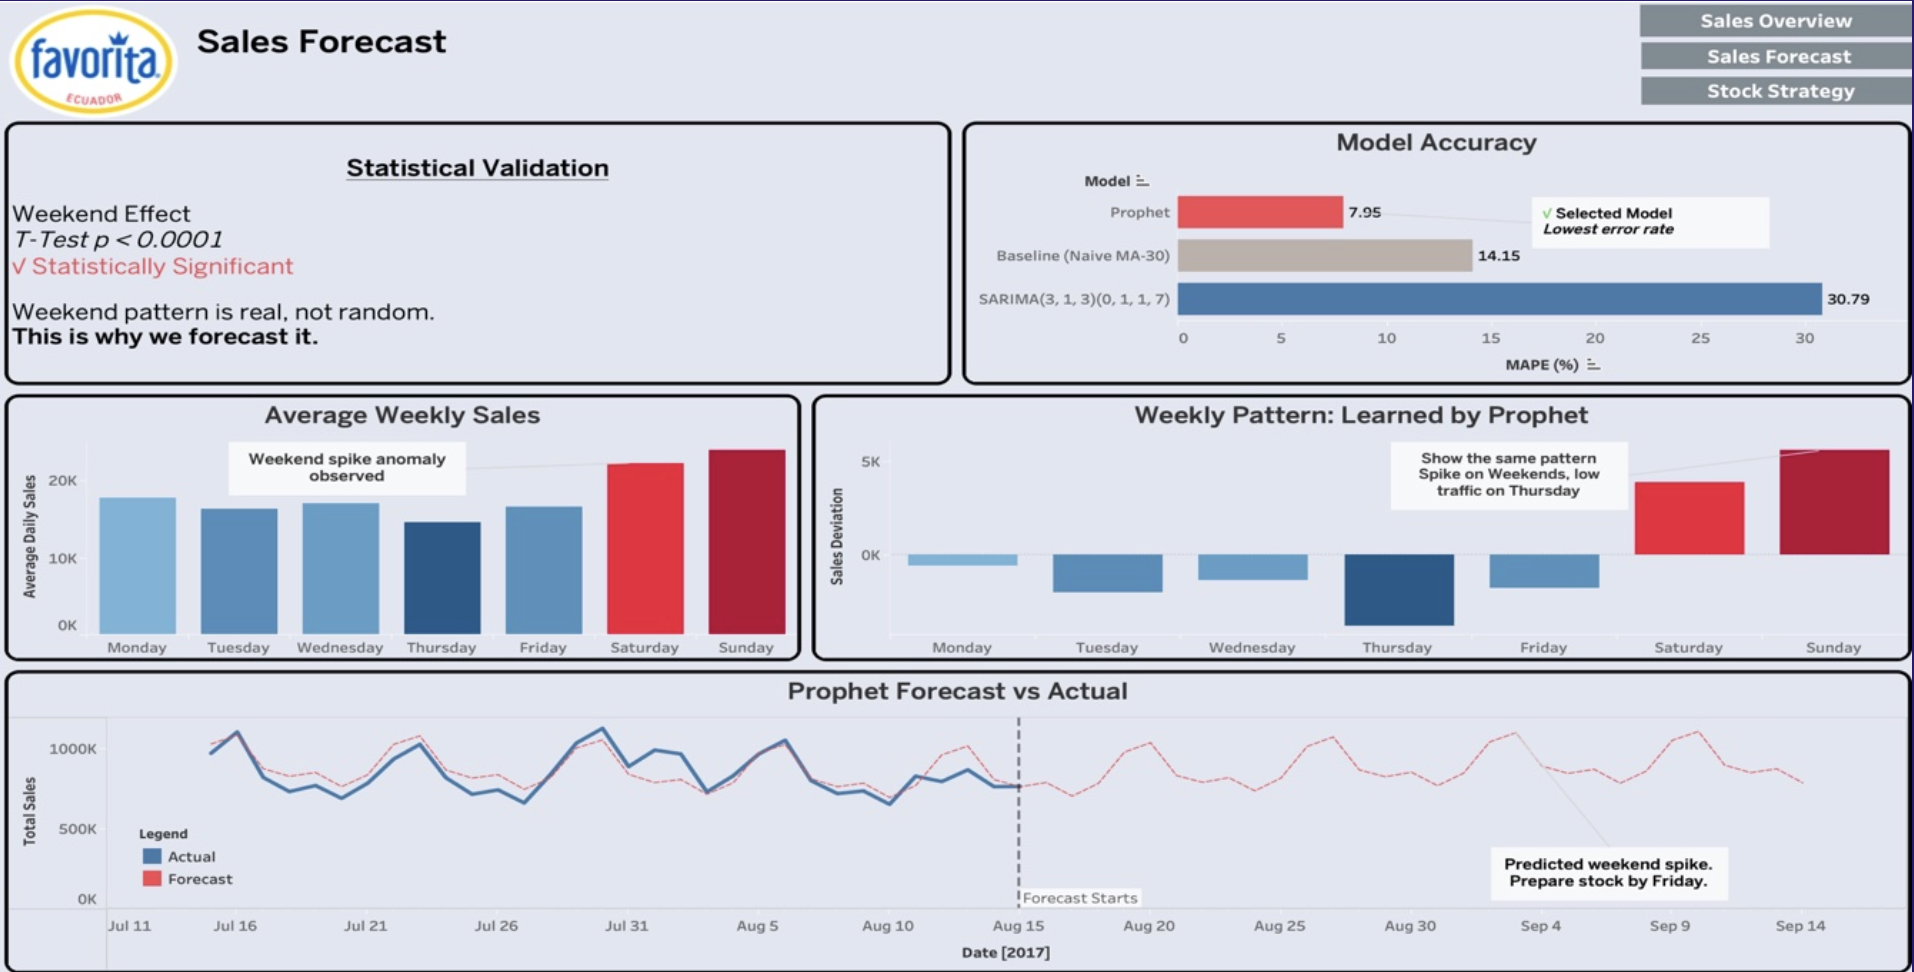 favorita
ECUADOR
Sales Forecast
Sales Overview
Sales Forecast
Stock Strategy
Statistical Validation
Weekend Effect
T-Test p < 0.0001
√ Statistically Significant
Weekend pattern is real, not random.
This is why we forecast it.
Model Accuracy
Model
Prophet
7.95
√ Selected Model
Lowest error rate
Baseline (Naive MA-30)
14.15
SARIMA(3, 1, 3)(0, 1, 1, 7)
30.79
0 5 10 15 20 25 30
MAPE (%)
Average Weekly Sales
Weekend spike anomaly
observed
Average Daily Sales
20K
10K
0K
Monday Tuesday Wednesday Thursday Friday Saturday Sunday
Weekly Pattern: Learned by Prophet
Show the same pattern
Spike on Weekends, low
traffic on Thursday
Sales Deviation
5K
0K
Monday Tuesday Wednesday Thursday Friday Saturday Sunday
Prophet Forecast vs Actual
Total Sales
1000K
500K
0K
Legend
Actual
Forecast
Predicted weekend spike.
Prepare stock by Friday.
Forecast Starts
Jul 11 Jul 16 Jul 21 Jul 26 Jul 31 Aug 5 Aug 10 Aug 15 Aug 20 Aug 25 Aug 30 Sep 4 Sep 9 Sep 14
Date [2017]